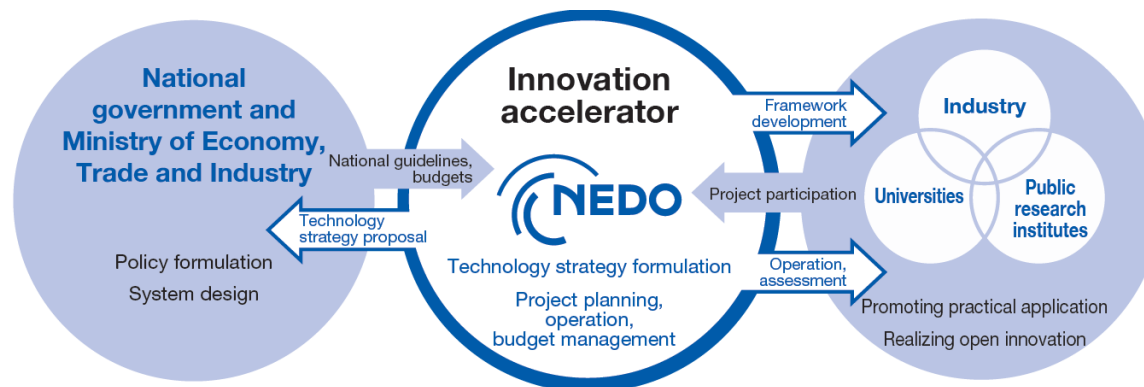 National
government and
Ministry of Economy,
Trade and Industry
National guidelines,
budgets
Technology
strategy proposal
Policy formulation
System design
Innovation
accelerator
NEDO
Technology strategy formulation
Project planning,
operation,
budget management
Framework
development
Project participation
Operation,
assessment
Industry
Universities
Public
research
institutes
Promoting practical application
Realizing open innovation